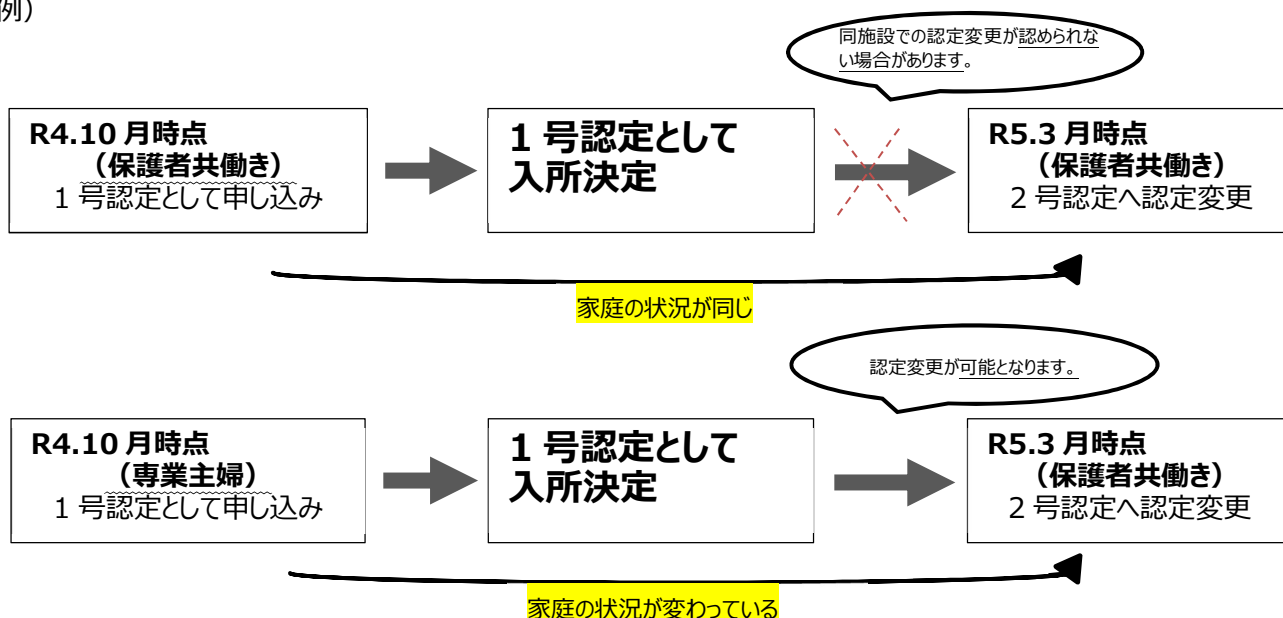 例）
同施設での認定変更が認められな
い場合があります。
R4.10 月時点
（保護者共働き）
1 号認定として申し込み
1 号認定として
入所決定
R5.3 月時点
（保護者共働き）
2 号認定へ認定変更
家庭の状況が同じ
認定変更が可能となります。
R4.10 月時点
（専業主婦）
1 号認定として申し込み
1 号認定として
入所決定
R5.3 月時点
（保護者共働き）
2 号認定へ認定変更
家庭の状況が変わっている